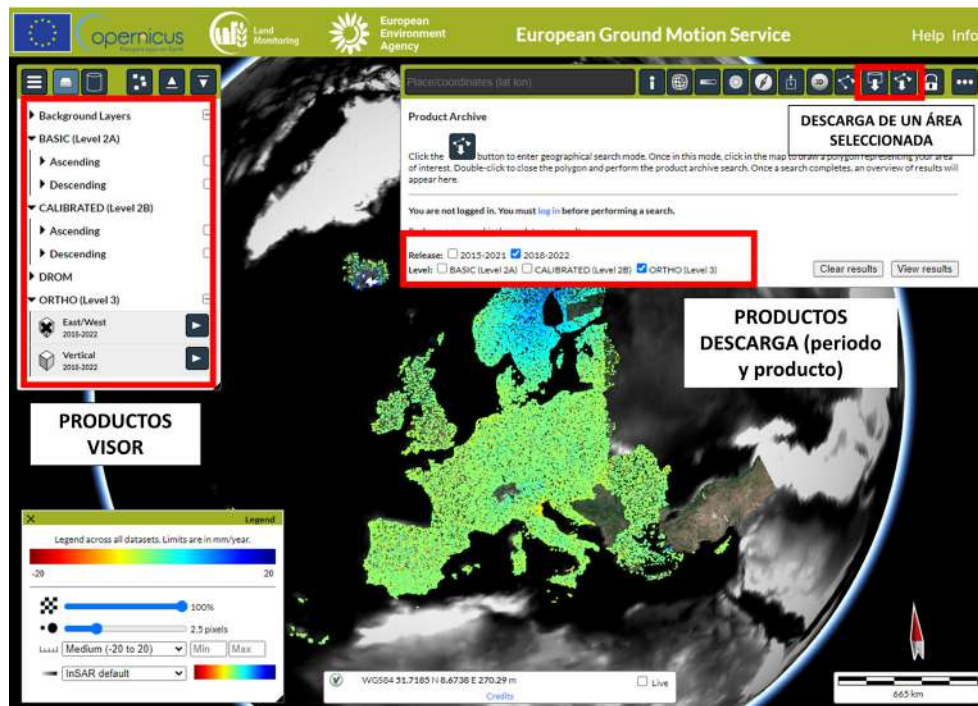 opernicus
Land
Monitoring
European
Environment
Agency
European Ground Motion Service
Help Info
Place/coordinates (lat lon)
3D
Background Layers
BASIC (Level 2A)
Ascending
Descending
CALIBRATED (Level 2B)
Ascending
Descending
DROM
ORTHO (Level 3)
East/West
2018-2022
Vertical
2018-2022
PRODUCTOS
VISOR
Product Archive
DESCARGA DE UN ÁREA
SELECCIONADA
Click the button to enter geographical search mode. Once in this mode, click in the map to draw a polygon representing your area
of interest. Double-click to close the polygon and perform the product archive search. Once a search completes, an overview of results will
appear here.
You are not logged in. You must log in before performing a search.
Release: 2015-2021 2018-2022
Level: BASIC (Level 2A) CALIBRATED (Level 2B) ORTHO (Level 3)
Clear results View results
PRODUCTOS
DESCARGA (periodo
y producto)
Legend
Legend across all datasets. Limits are in mm/year.
-20 20
100%
2.5 pixels
Medium (-20 to 20) Min Max
InSAR default
WGS84 51.7185 N 8.6738 E 270.29 m
Live
Credits
665 km